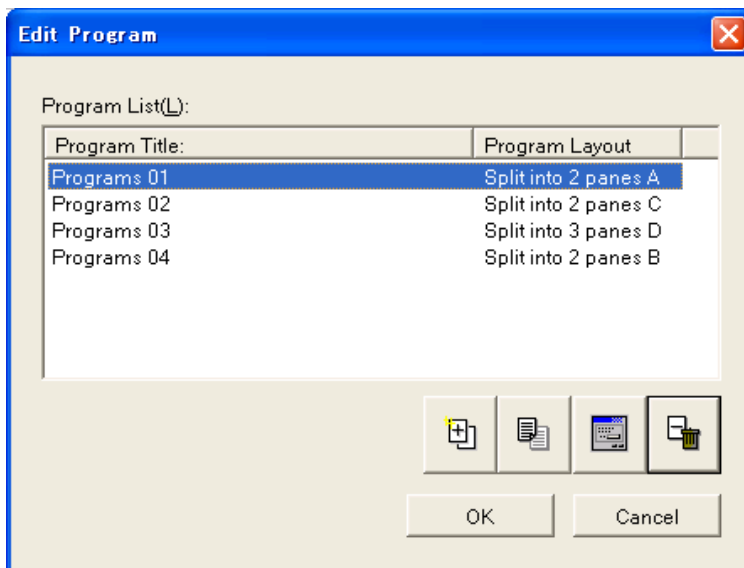 Edit Program
Program List(L):
Program Title: Program Layout
Programs 01 Split into 2 panes A
Programs 02 Split into 2 panes C
Programs 03 Split into 3 panes D
Programs 04 Split into 2 panes B
OK Cancel